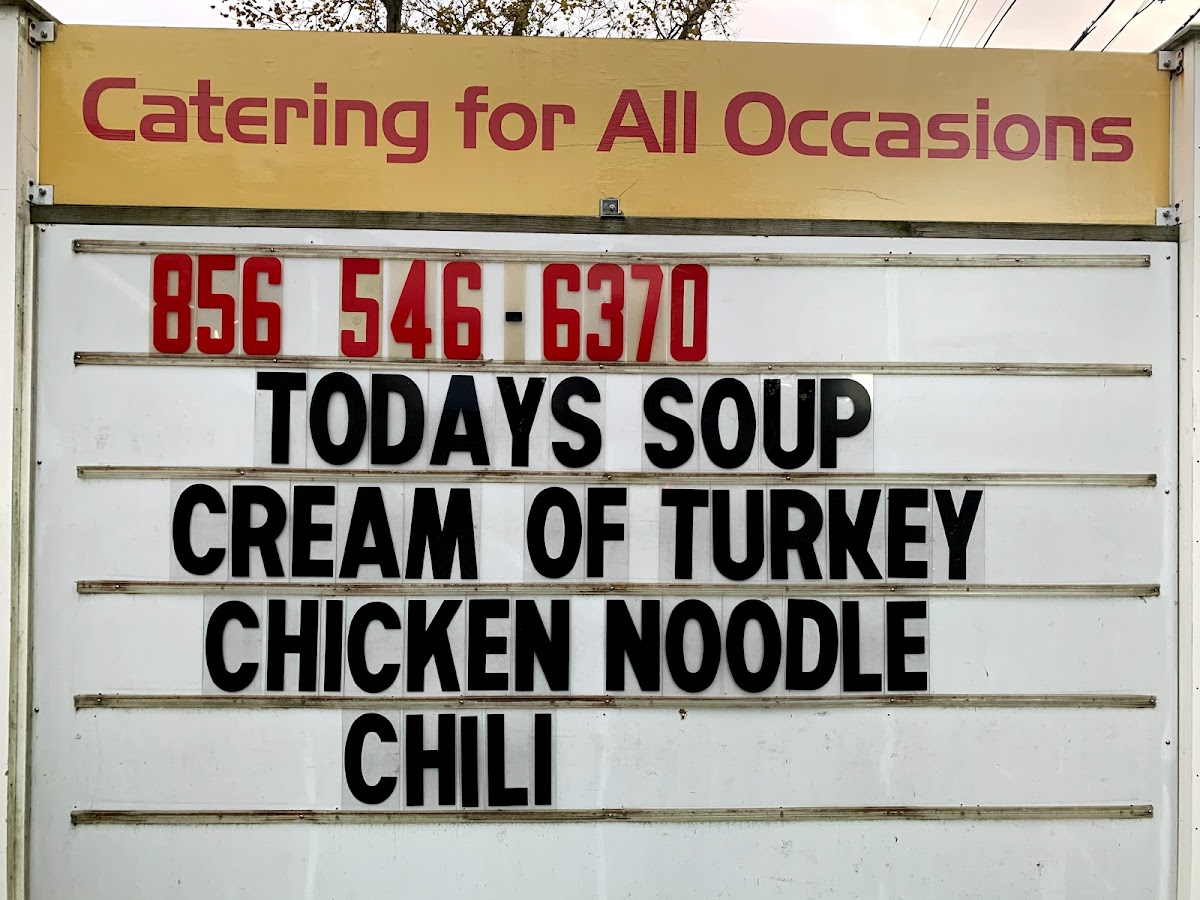 Catering for All Occasions
856 546-6370
TODAYS SOUP
CREAM OF TURKEY
CHICKEN NOODLE
CHILI